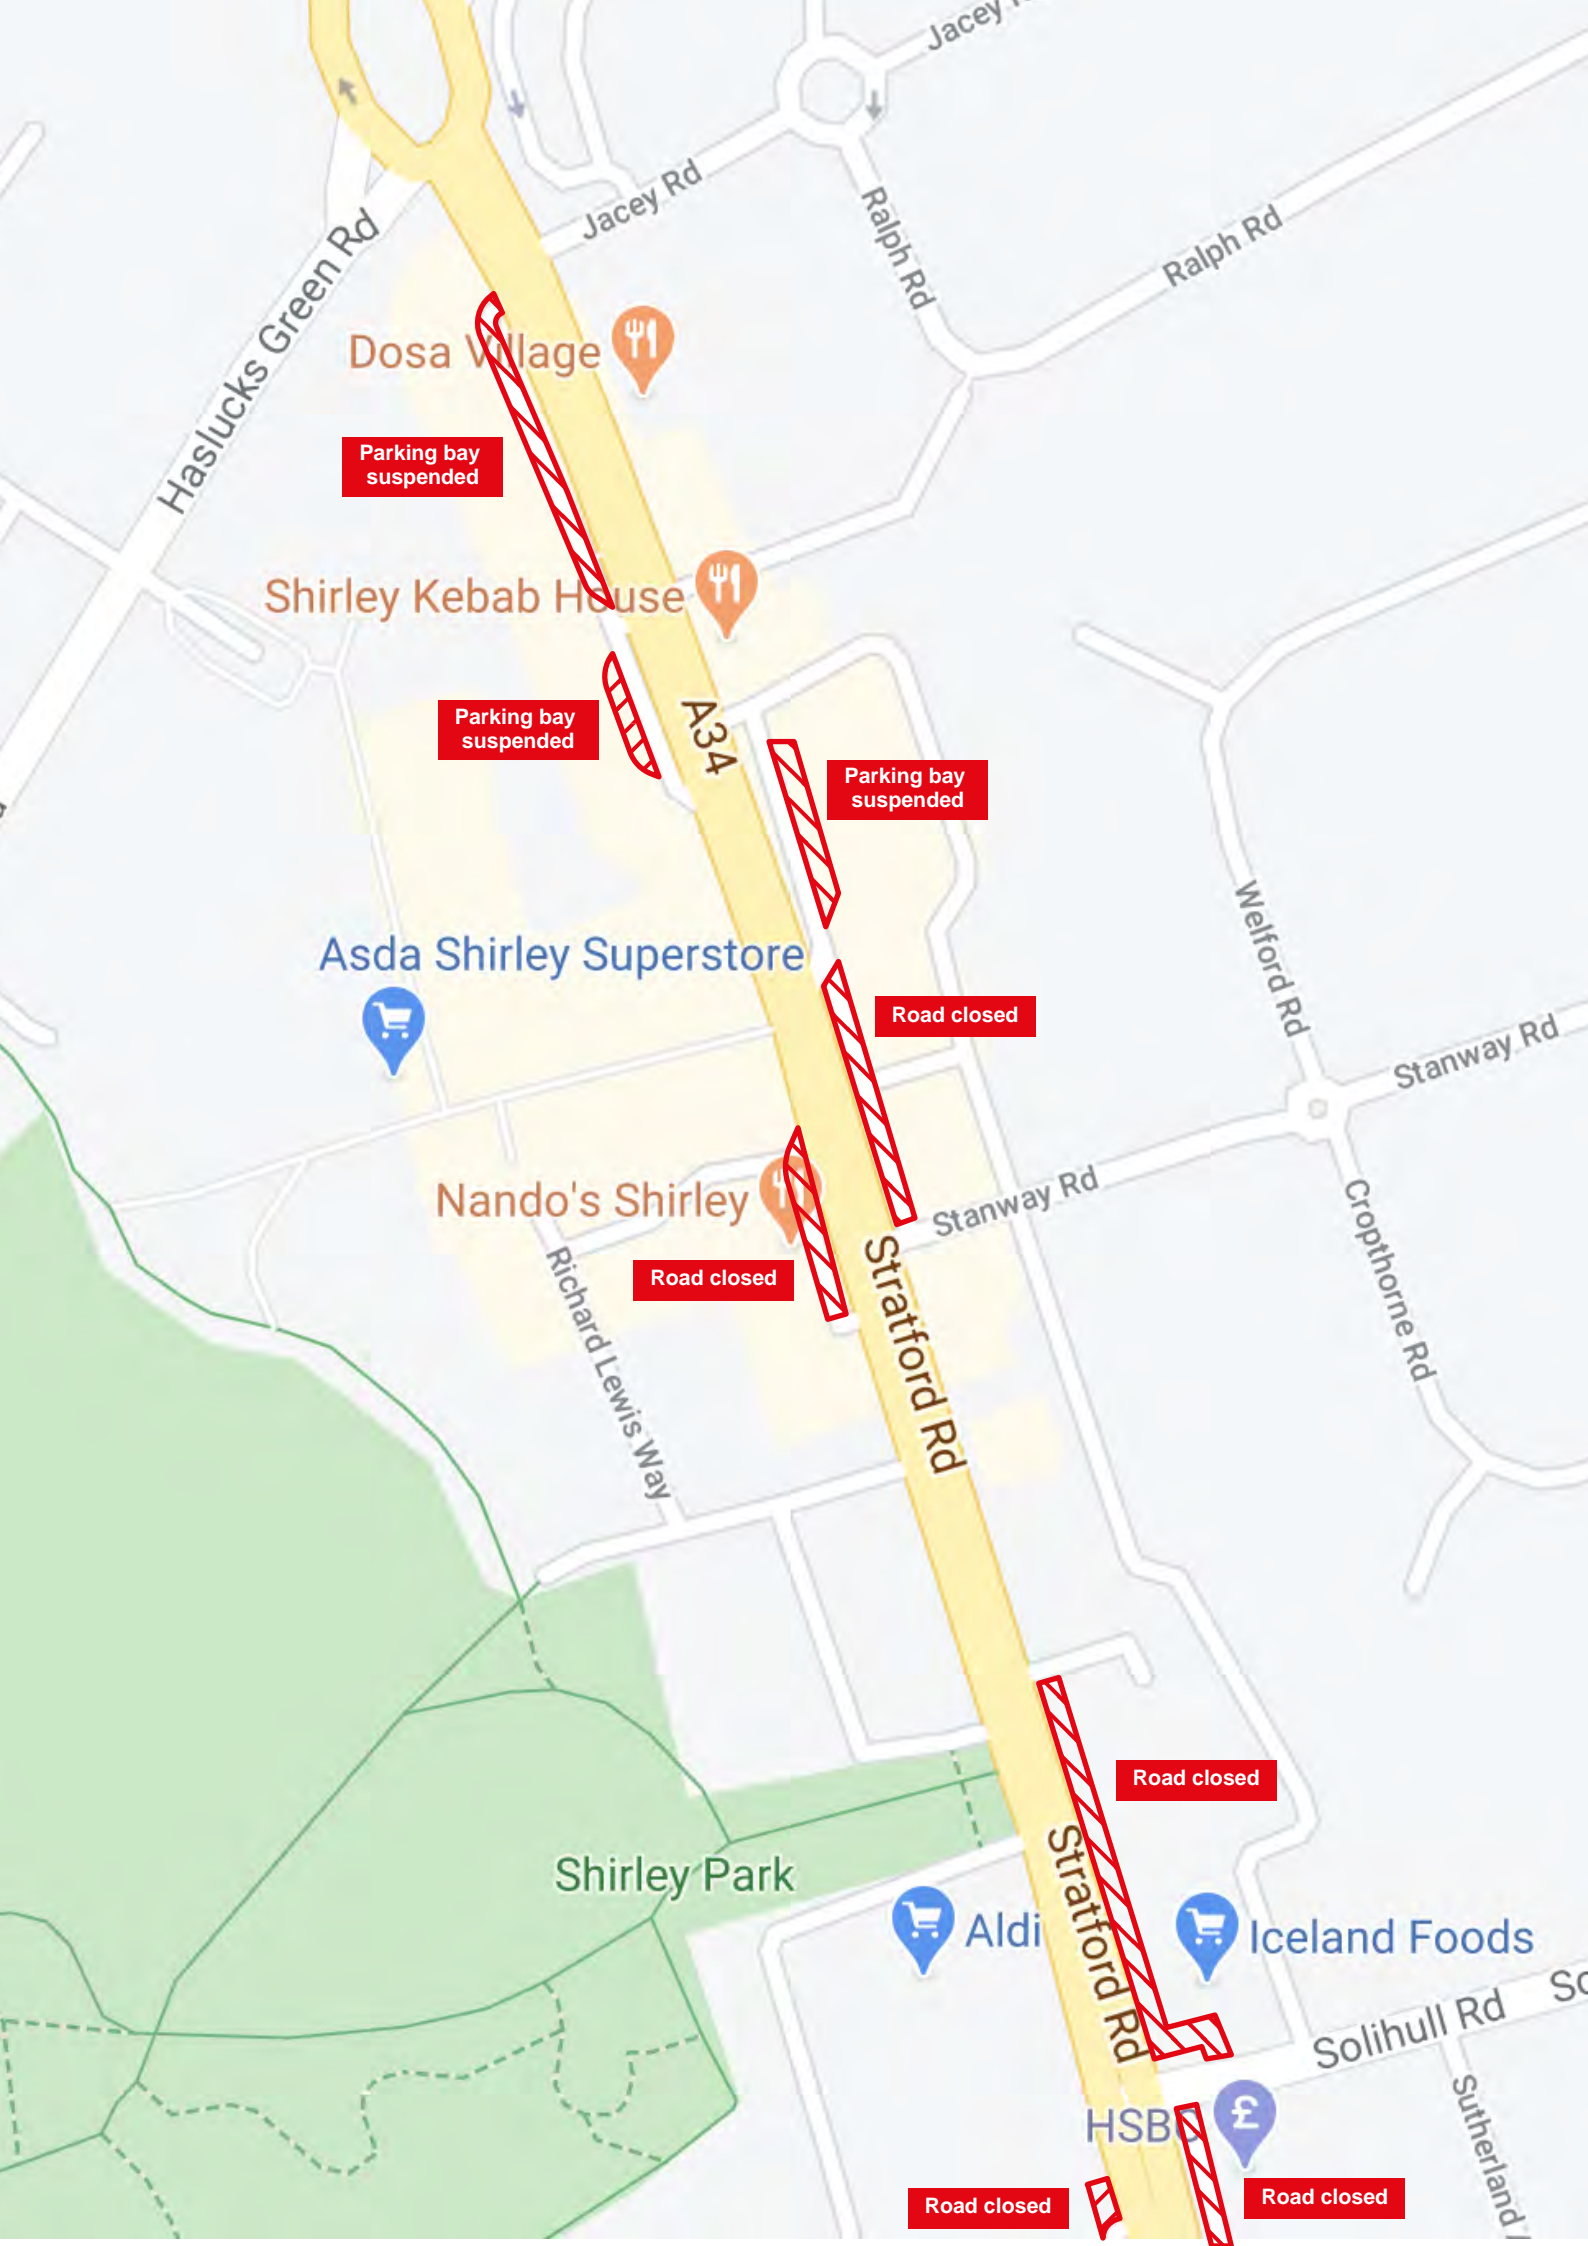 Jacey
Jacey Rd
Ralph Rd
Ralph Rd
Haslucks Green Rd
Dosa Village
Parking bay
suspended
Shirley Kebab House
Parking bay
suspended
A34
Parking bay
suspended
Asda Shirley Superstore
Welford Rd
Road closed
Stanway Rd
Nando's Shirley
Stanway Rd
Cropthorne Rd
Road closed
Stratford Rd
Richard Lewis Way
Road closed
Shirley Park
Stratford Rd
Aldi
Iceland Foods
Solihull Rd
So
HSBC
£
Sutherland
Road closed
Road closed